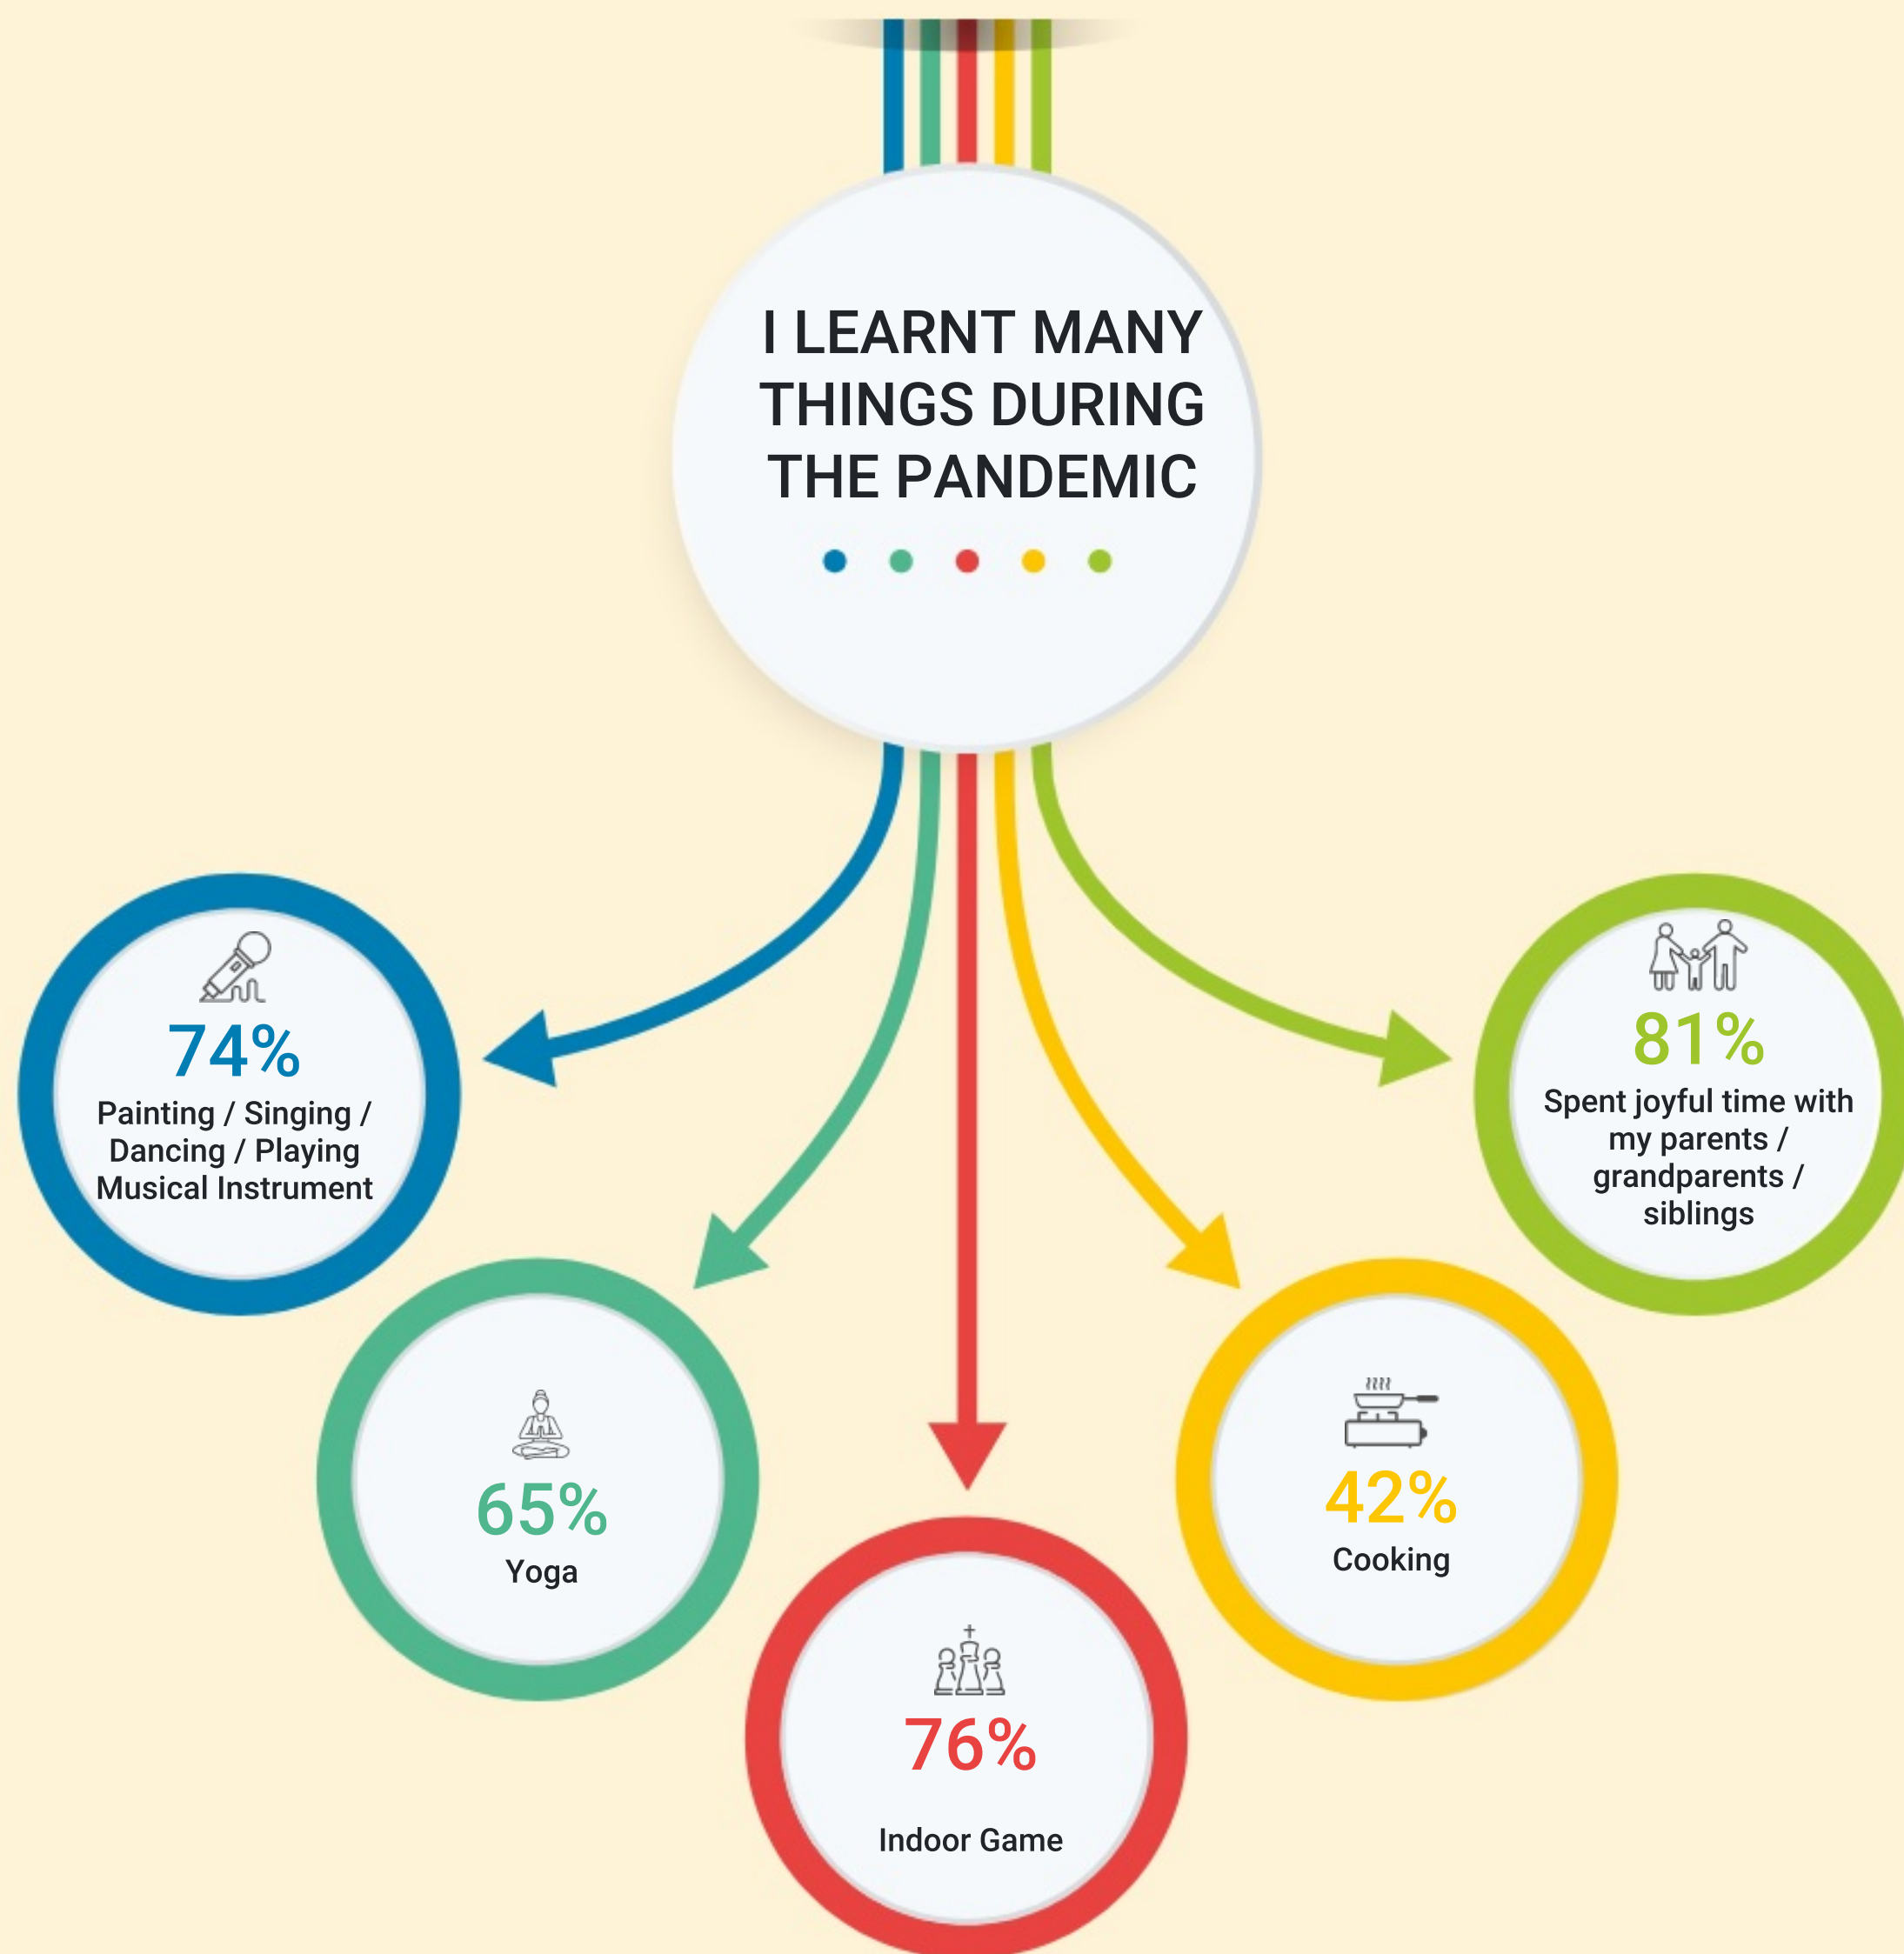 I LEARNT MANY
THINGS DURING
THE PANDEMIC
74%
Painting / Singing /
Dancing / Playing
Musical Instrument
65%
Yoga
76%
Indoor Game
42%
Cooking
81%
Spent joyful time with
my parents /
grandparents /
siblings